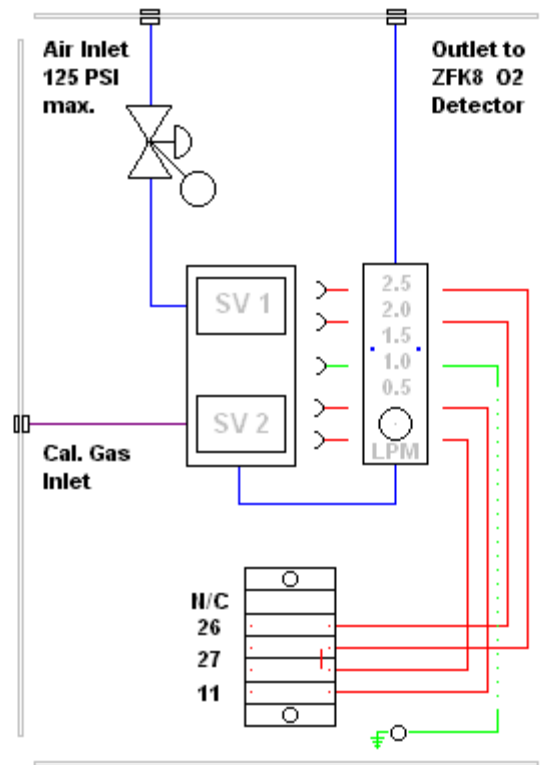 Air Inlet
125 PSI
max.
Outlet to
ZFK8 O2
Detector
SV 1
2.5
2.0
1.5
1.0
0.5
SV 2
LPM
Cal. Gas
Inlet
N/C
26
27
11